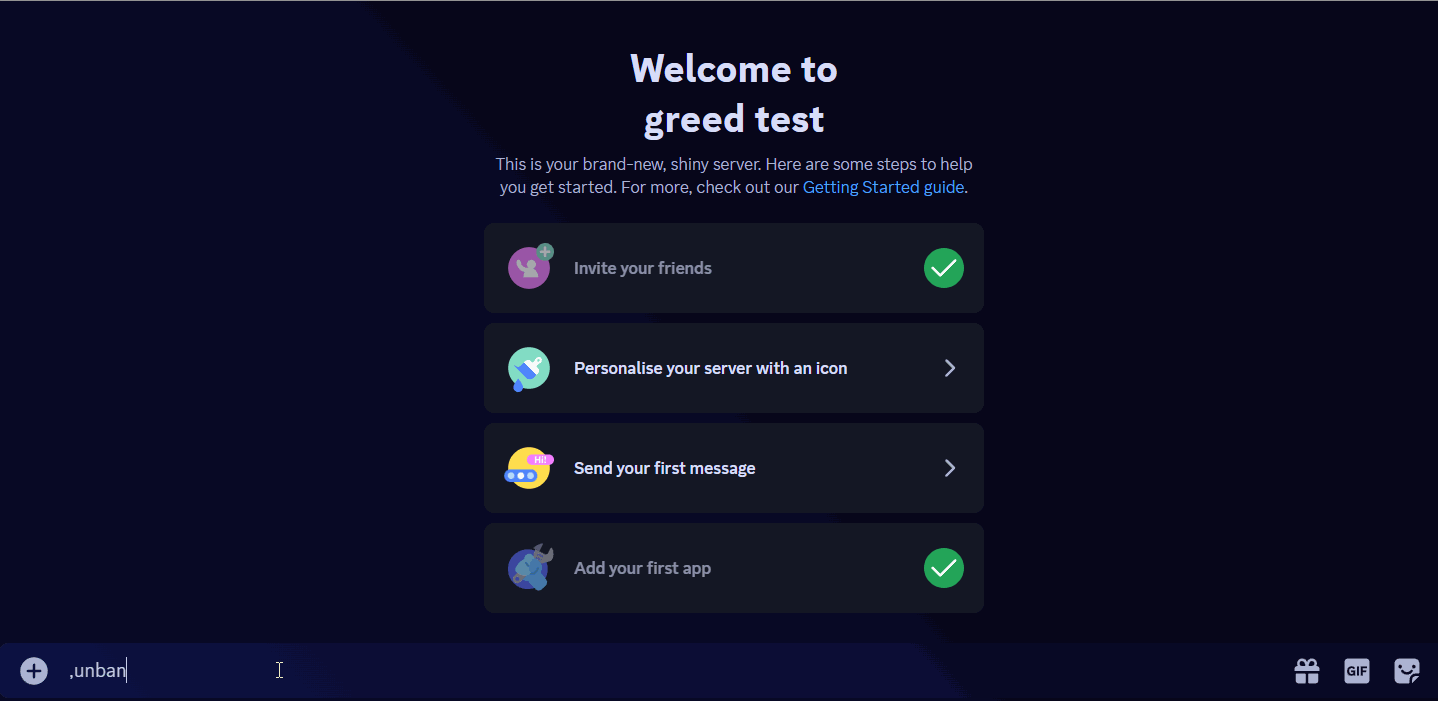 Welcome to
greed test
This is your brand-new, shiny server. Here are some steps to help
you get started. For more, check out our Getting Started guide.
Invite your friends
Personalise your server with an icon
Hi!
Send your first message
Add your first app
,unban
GIF